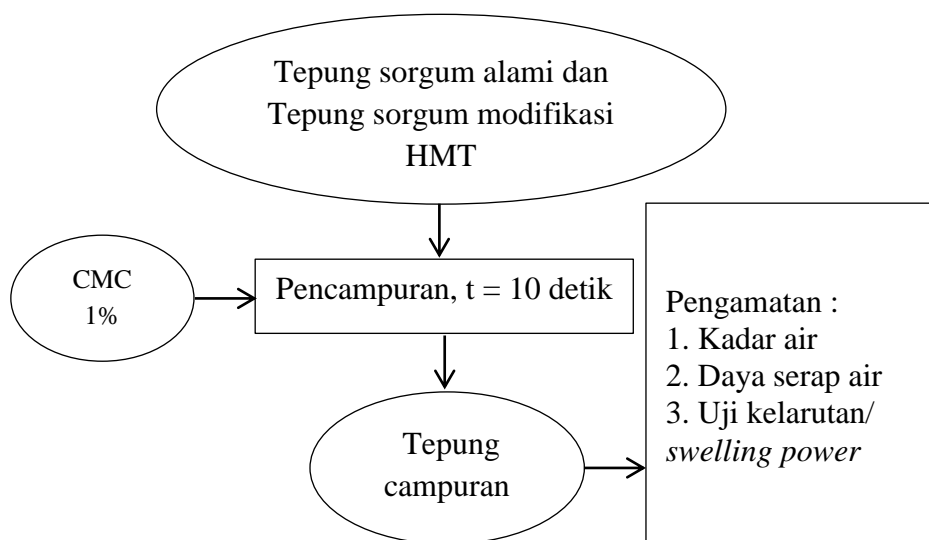 Tepung sorgum alami dan
Tepung sorgum modifikasi
HMT
CMC
1%
Pencampuran, t = 10 detik
Tepung
campuran
Pengamatan :
1. Kadar air
2. Daya serap air
3. Uji kelarutan/
swelling power